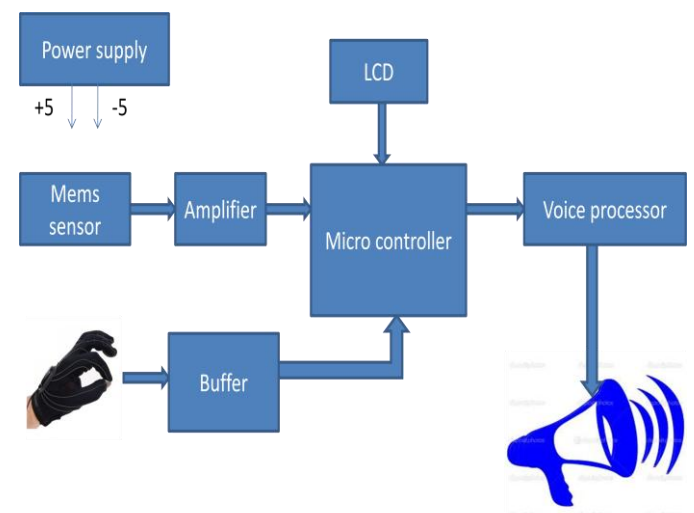 Power supply
+5 -5
LCD
Mems
sensor
Amplifier
Micro controller
Voice processor
Buffer